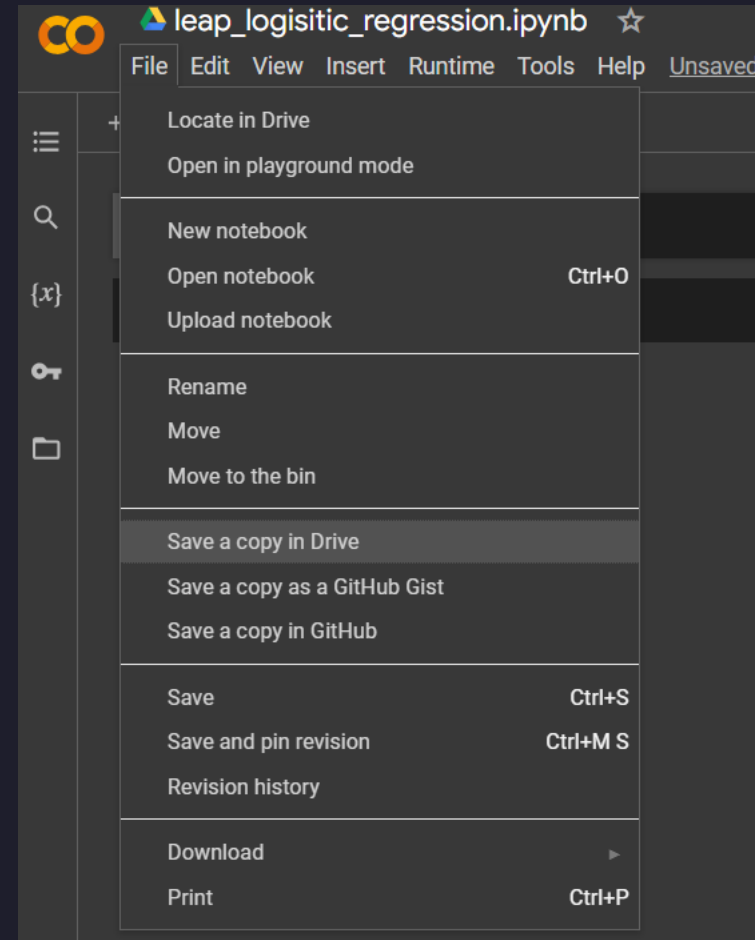 leap_logisitic_regression.ipynb
File Edit View Insert Runtime Tools Help Unsaved
Locate in Drive
Open in playground mode
New notebook
Open notebook Ctrl+O
Upload notebook
Rename
Move
Move to the bin
Save a copy in Drive
Save a copy as a GitHub Gist
Save a copy in GitHub
Save Ctrl+S
Save and pin revision Ctrl+M S
Revision history
Download
Print Ctrl+P
{x}